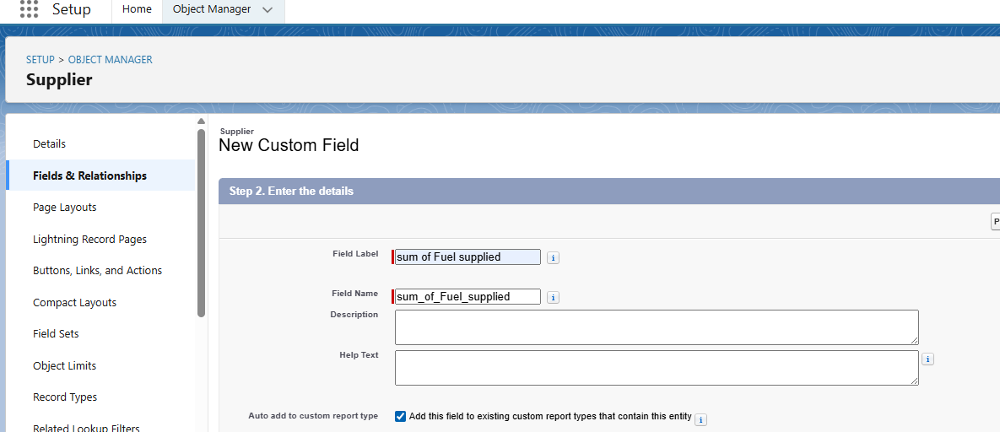 Setup Home Object Manager
SETUP > OBJECT MANAGER
Supplier
Details
Fields & Relationships
Page Layouts
Lightning Record Pages
Buttons, Links, and Actions
Compact Layouts
Field Sets
Object Limits
Record Types
Related Lookup Filters
Supplier
New Custom Field
Step 2. Enter the details
P
Field Label sum of Fuel supplied i
Field Name sum_of_Fuel_supplied i
Description
Help Text i
Auto add to custom report type Add this field to existing custom report types that contain this entity i